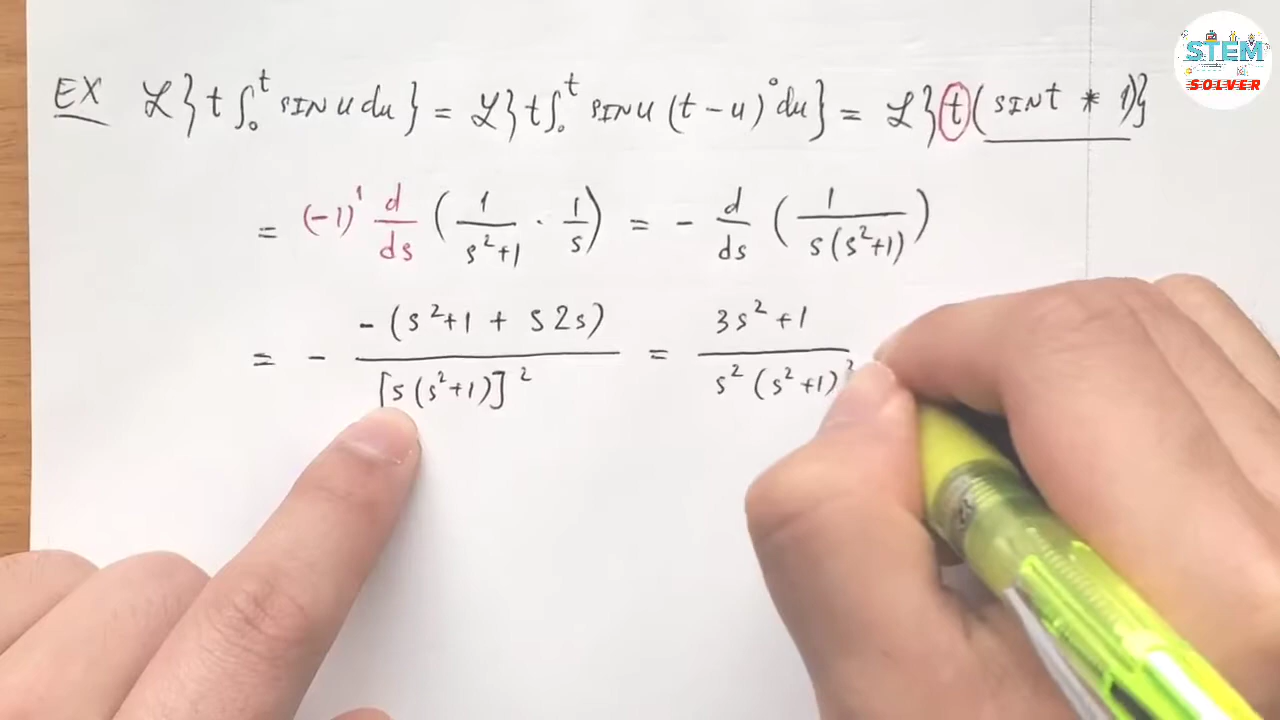 EX ℒ{t ∫₀ᵗ SIN u du} = ℒ{t ∫₀ᵗ SIN u (t - u)⁰ du} = ℒ{t (SIN t * 1)}
= (-1)¹ d/ds (1/(s²+1) · 1/s) = - d/ds (1/(s(s²+1)))
= - -(s²+1 + s2s)/[s(s²+1)]² = (3s²+1)/(s²(s²+1)²
STEM
SOLVER